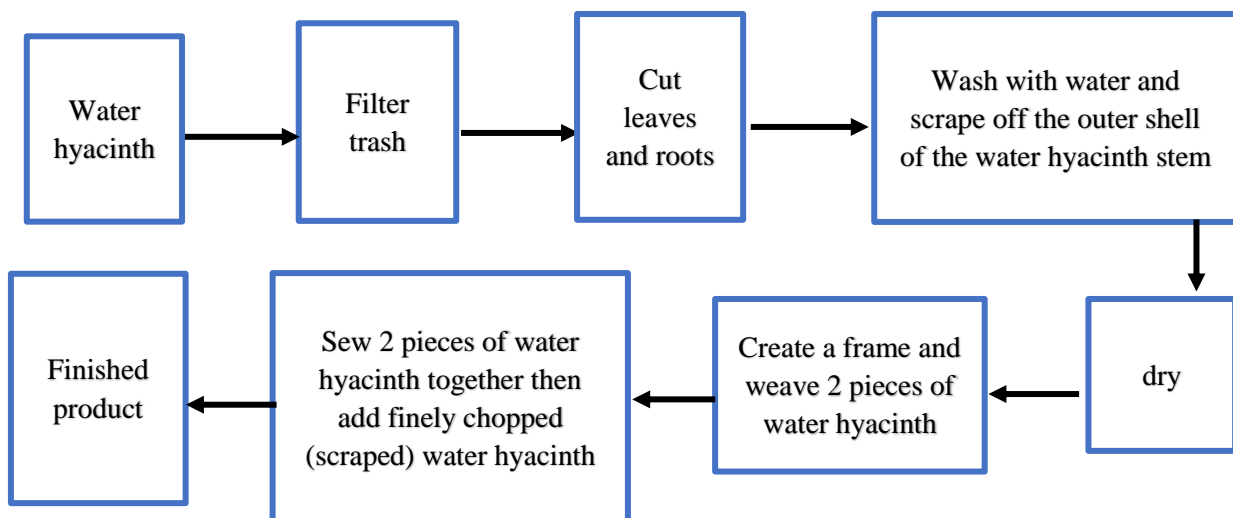 Water
hyacinth
Filter
trash
Cut
leaves
and roots
Wash with water and
scrape off the outer shell
of the water hyacinth stem
dry
Create a frame and
weave 2 pieces of
water hyacinth
Sew 2 pieces of water
hyacinth together then
add finely chopped
(scraped) water hyacinth
Finished
product